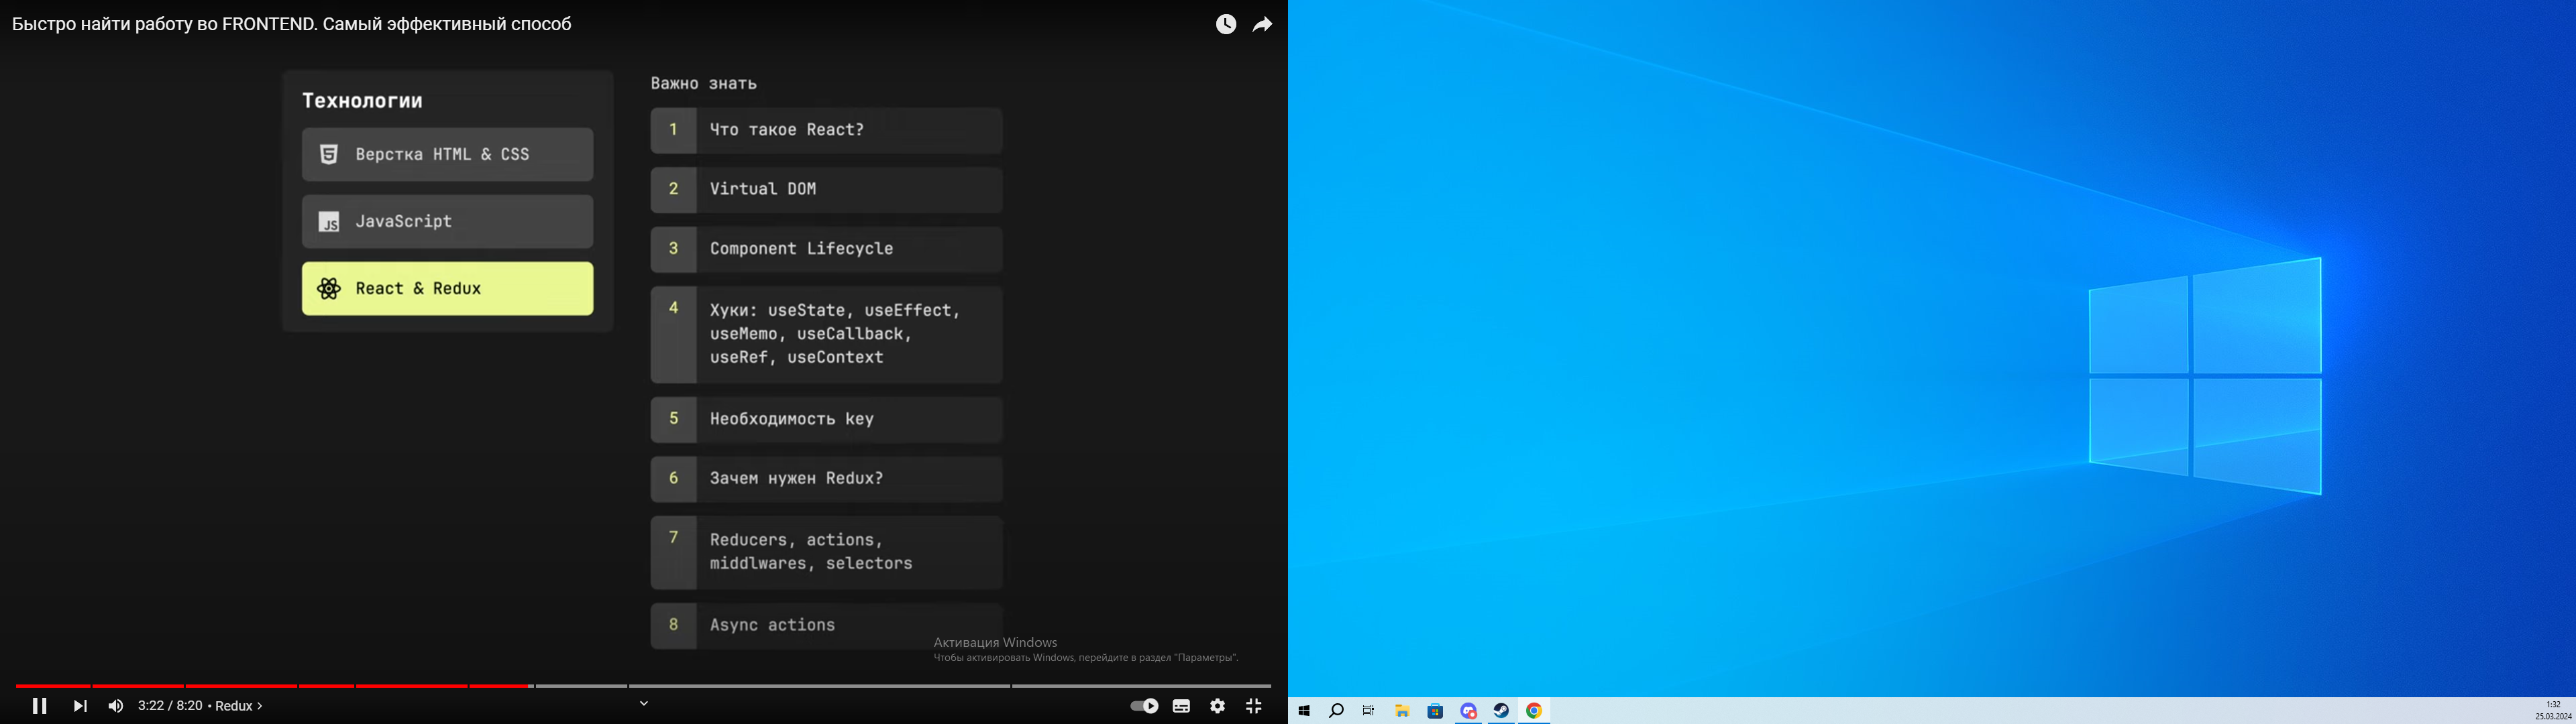 Быстро найти работу во FRONTEND. Самый эффективный способ
Технологии
Верстка HTML & CSS
JS JavaScript
React & Redux
Важно знать
1 Что такое React?
2 Virtual DOM
3 Component Lifecycle
4 Хуки: useState, useEffect,
useMemo, useCallback,
useRef, useContext
5 Необходимость key
6 Зачем нужен Redux?
7 Reducers, actions,
middlwares, selectors
8 Async actions
Активация Windows
Чтобы активировать Windows, перейдите в раздел "Параметры".
3:22 / 8:20 • Redux
1:32
25.03.2024